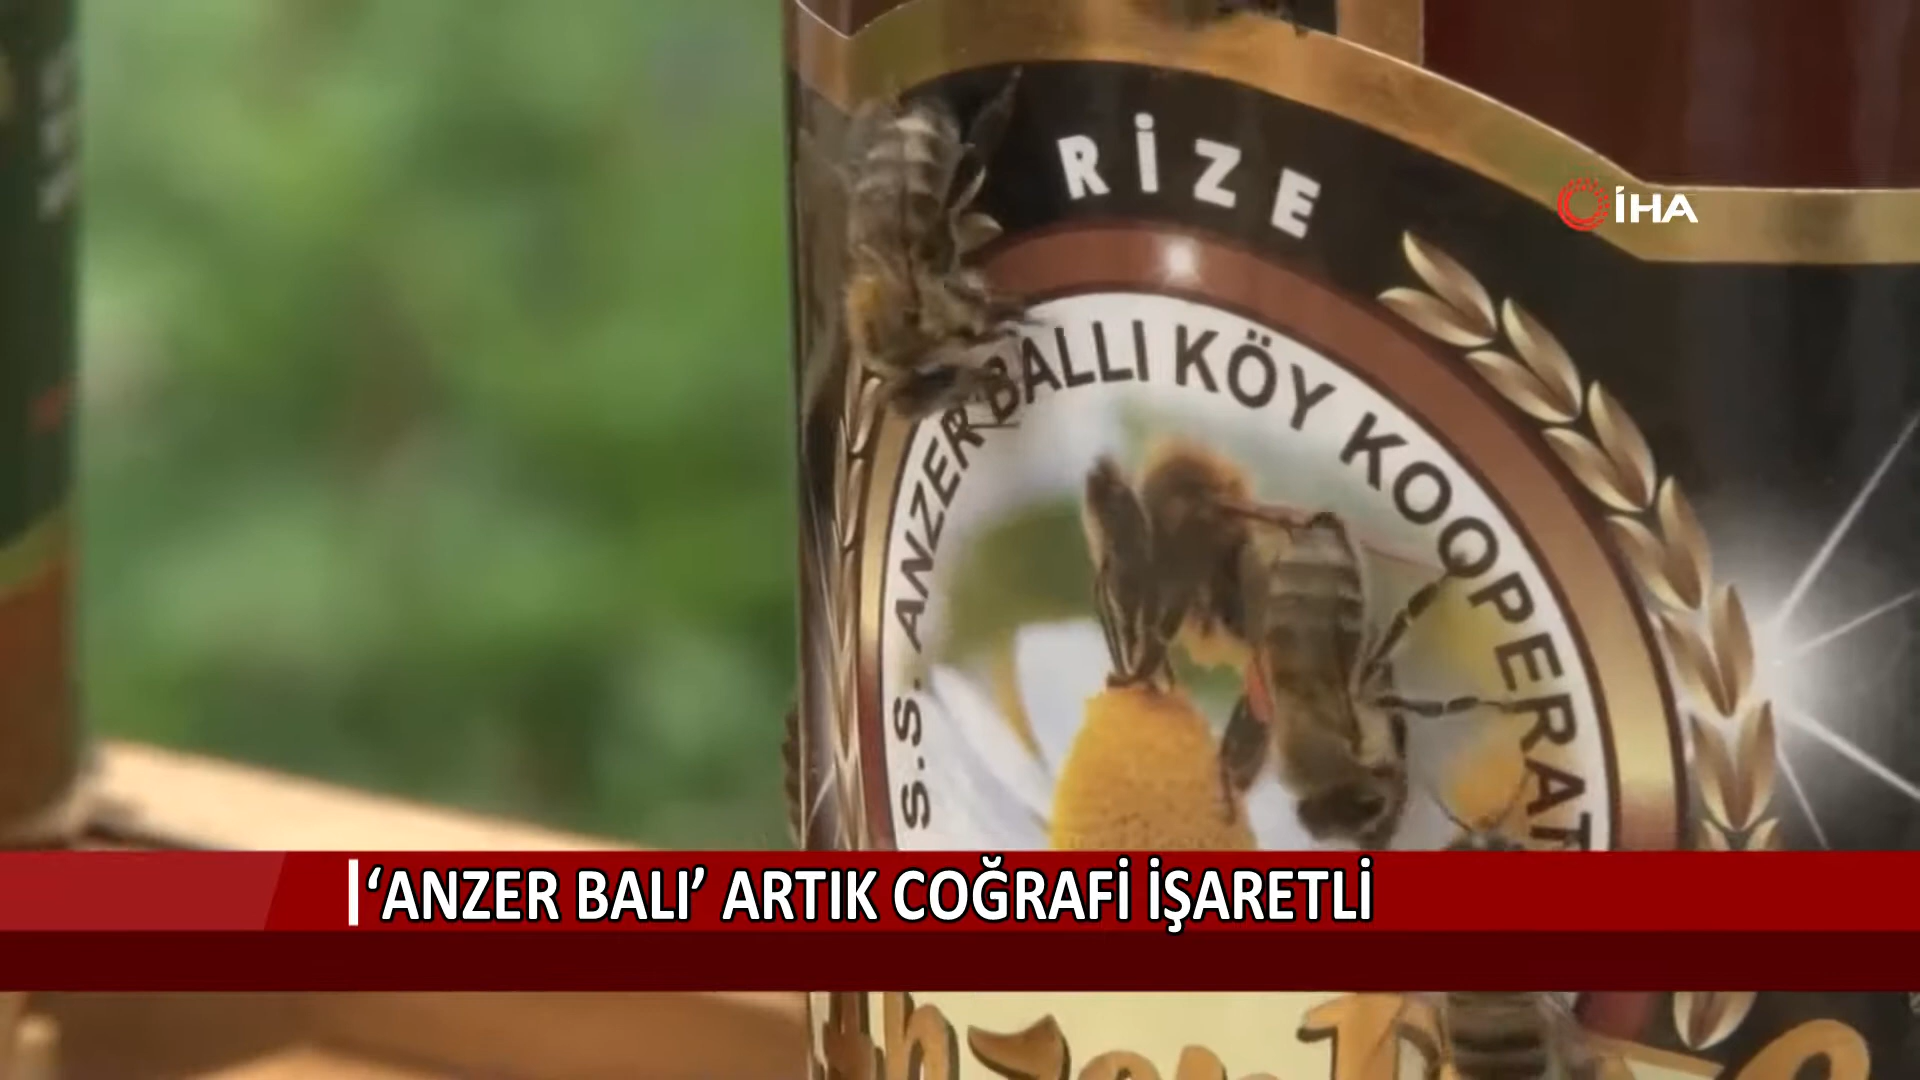 RİZE
İHA
S.S. ANZER BALLI KÖY KOOPERAT
‘ANZER BALI’ ARTIK COĞRAFİ İŞARETLİ